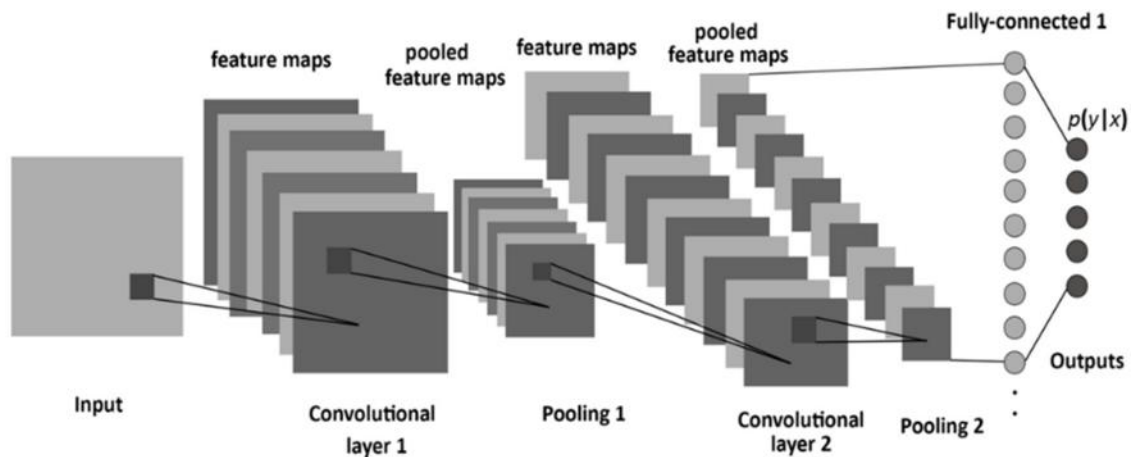 feature maps
pooled
feature maps
feature maps
pooled
feature maps
Fully-connected 1
p(y|x)
Input
Convolutional
layer 1
Pooling 1
Convolutional
layer 2
Pooling 2
Outputs